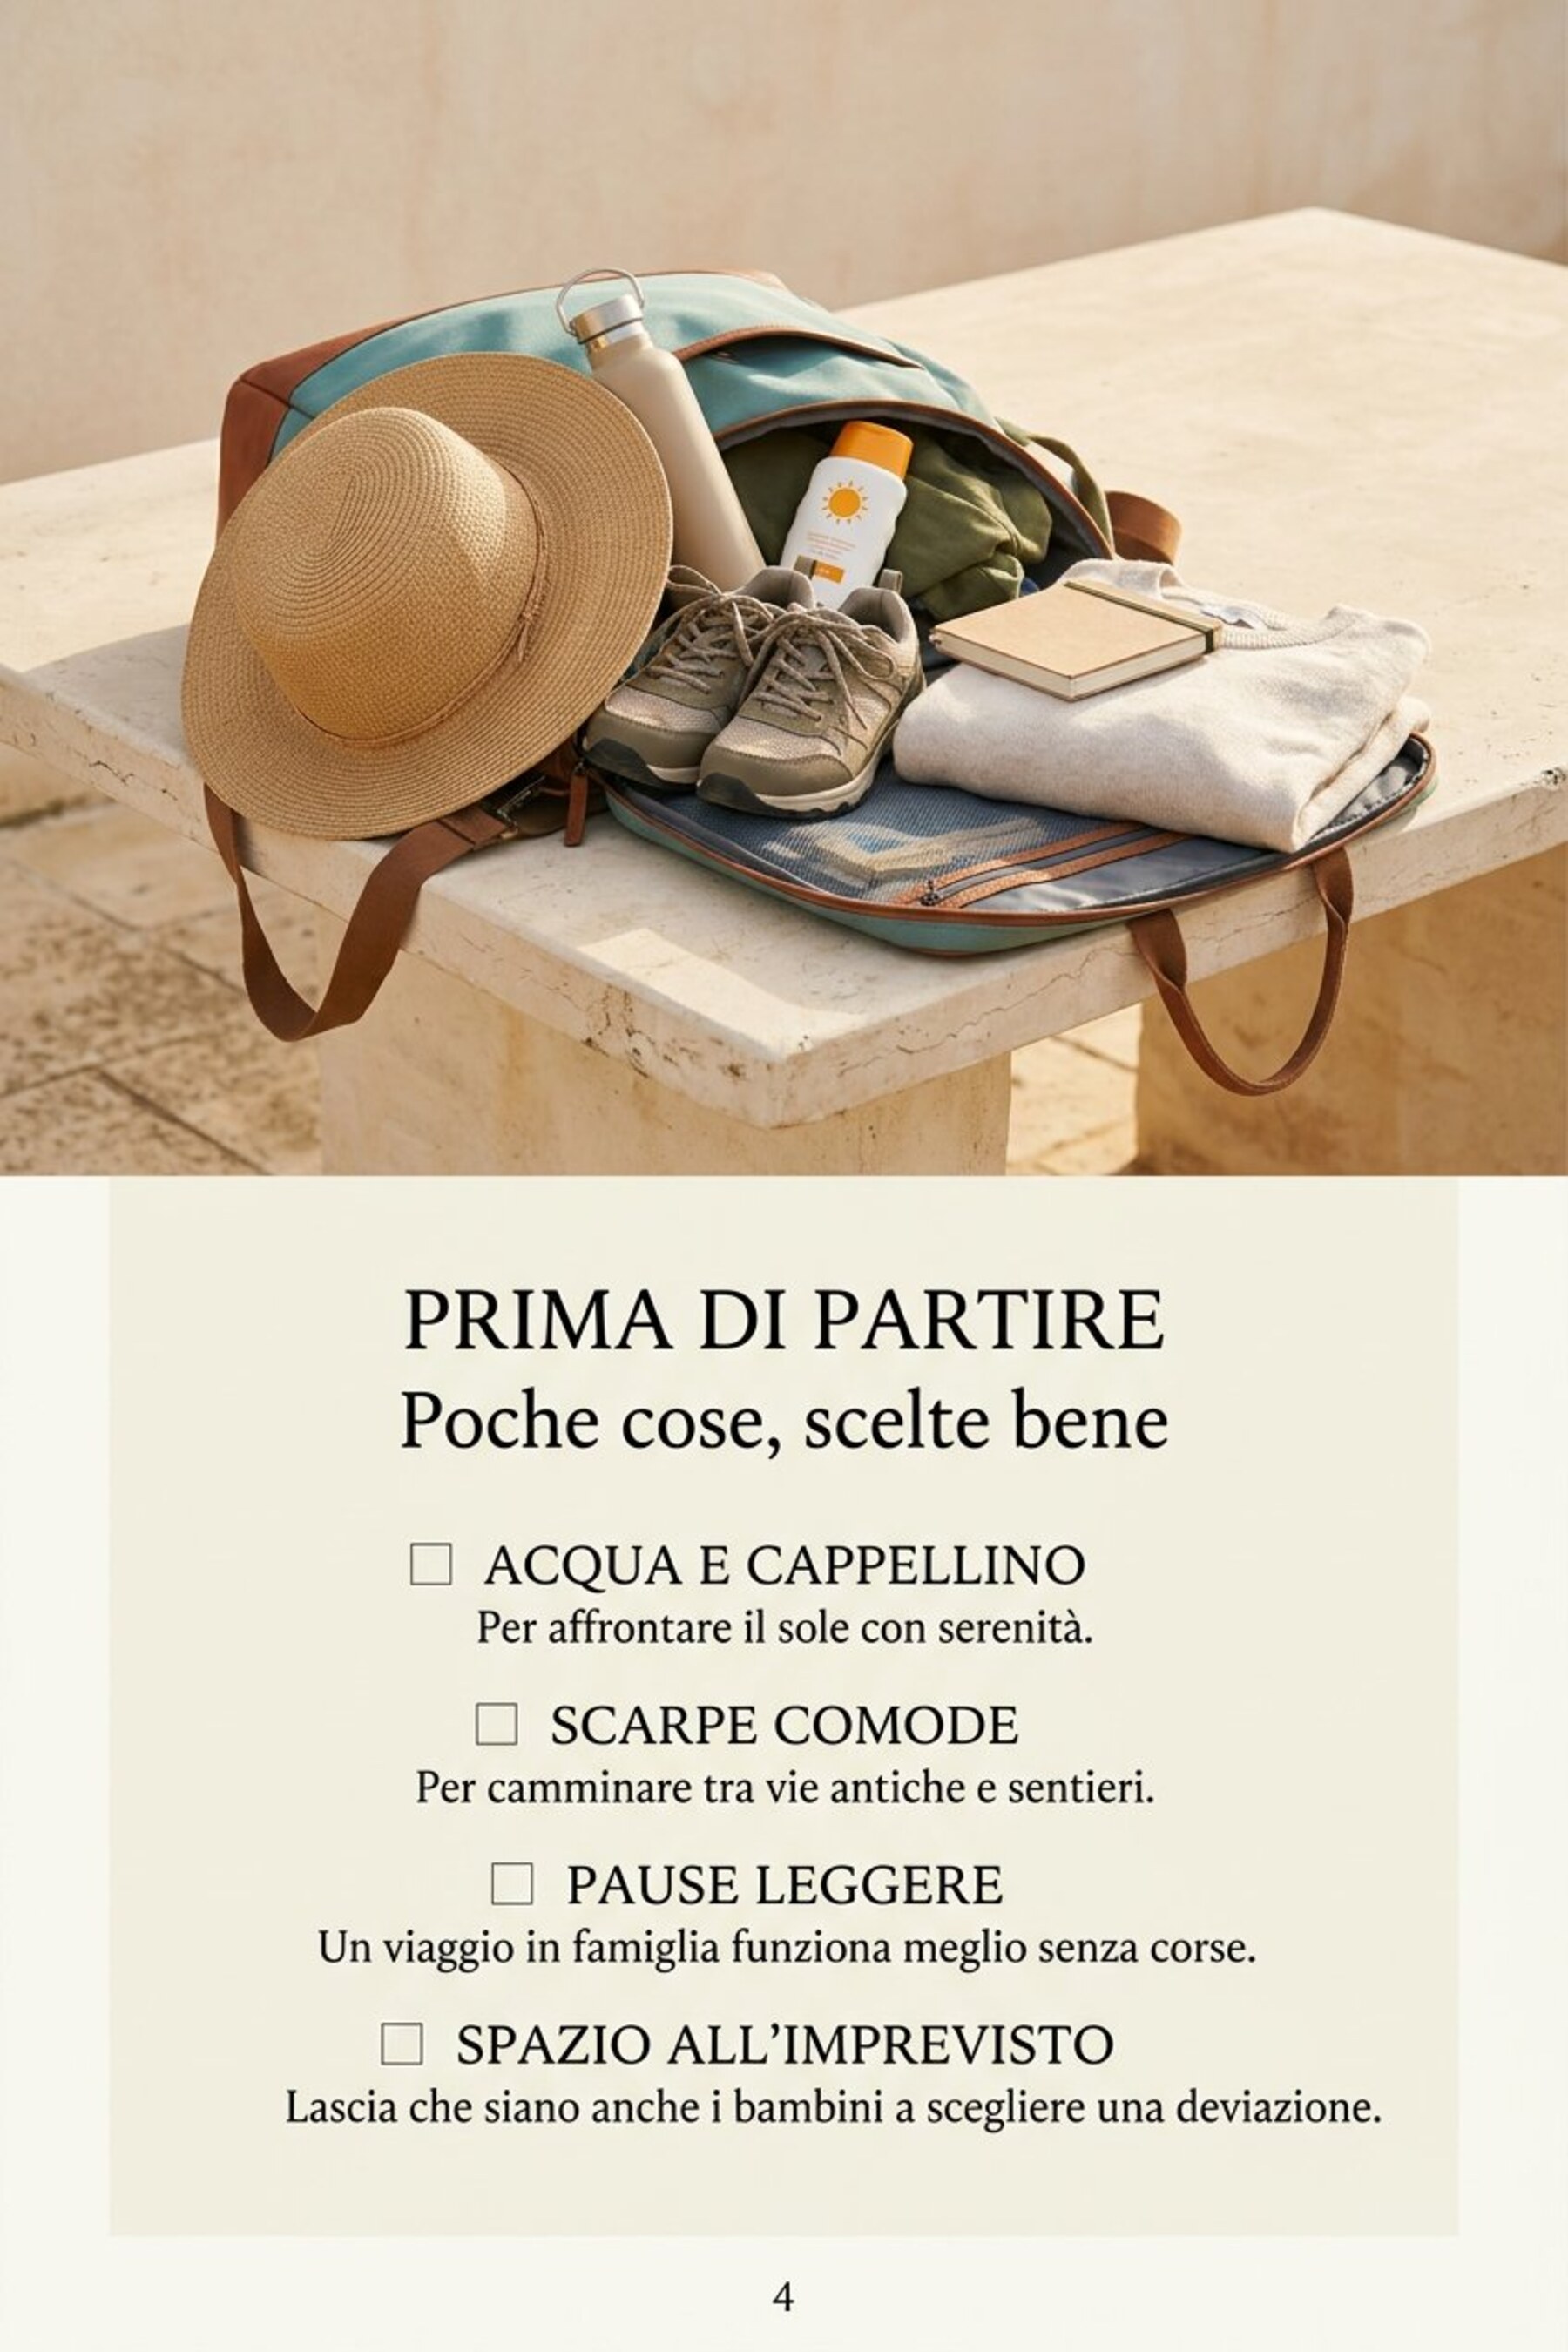 PRIMA DI PARTIRE
Poche cose, scelte bene
☐ ACQUA E CAPPELLINO
Per affrontare il sole con serenità.
☐ SCARPE COMODE
Per camminare tra vie antiche e sentieri.
☐ PAUSE LEGGERE
Un viaggio in famiglia funziona meglio senza corse.
☐ SPAZIO ALL’IMPREVISTO
Lascia che siano anche i bambini a scegliere una deviazione.
4